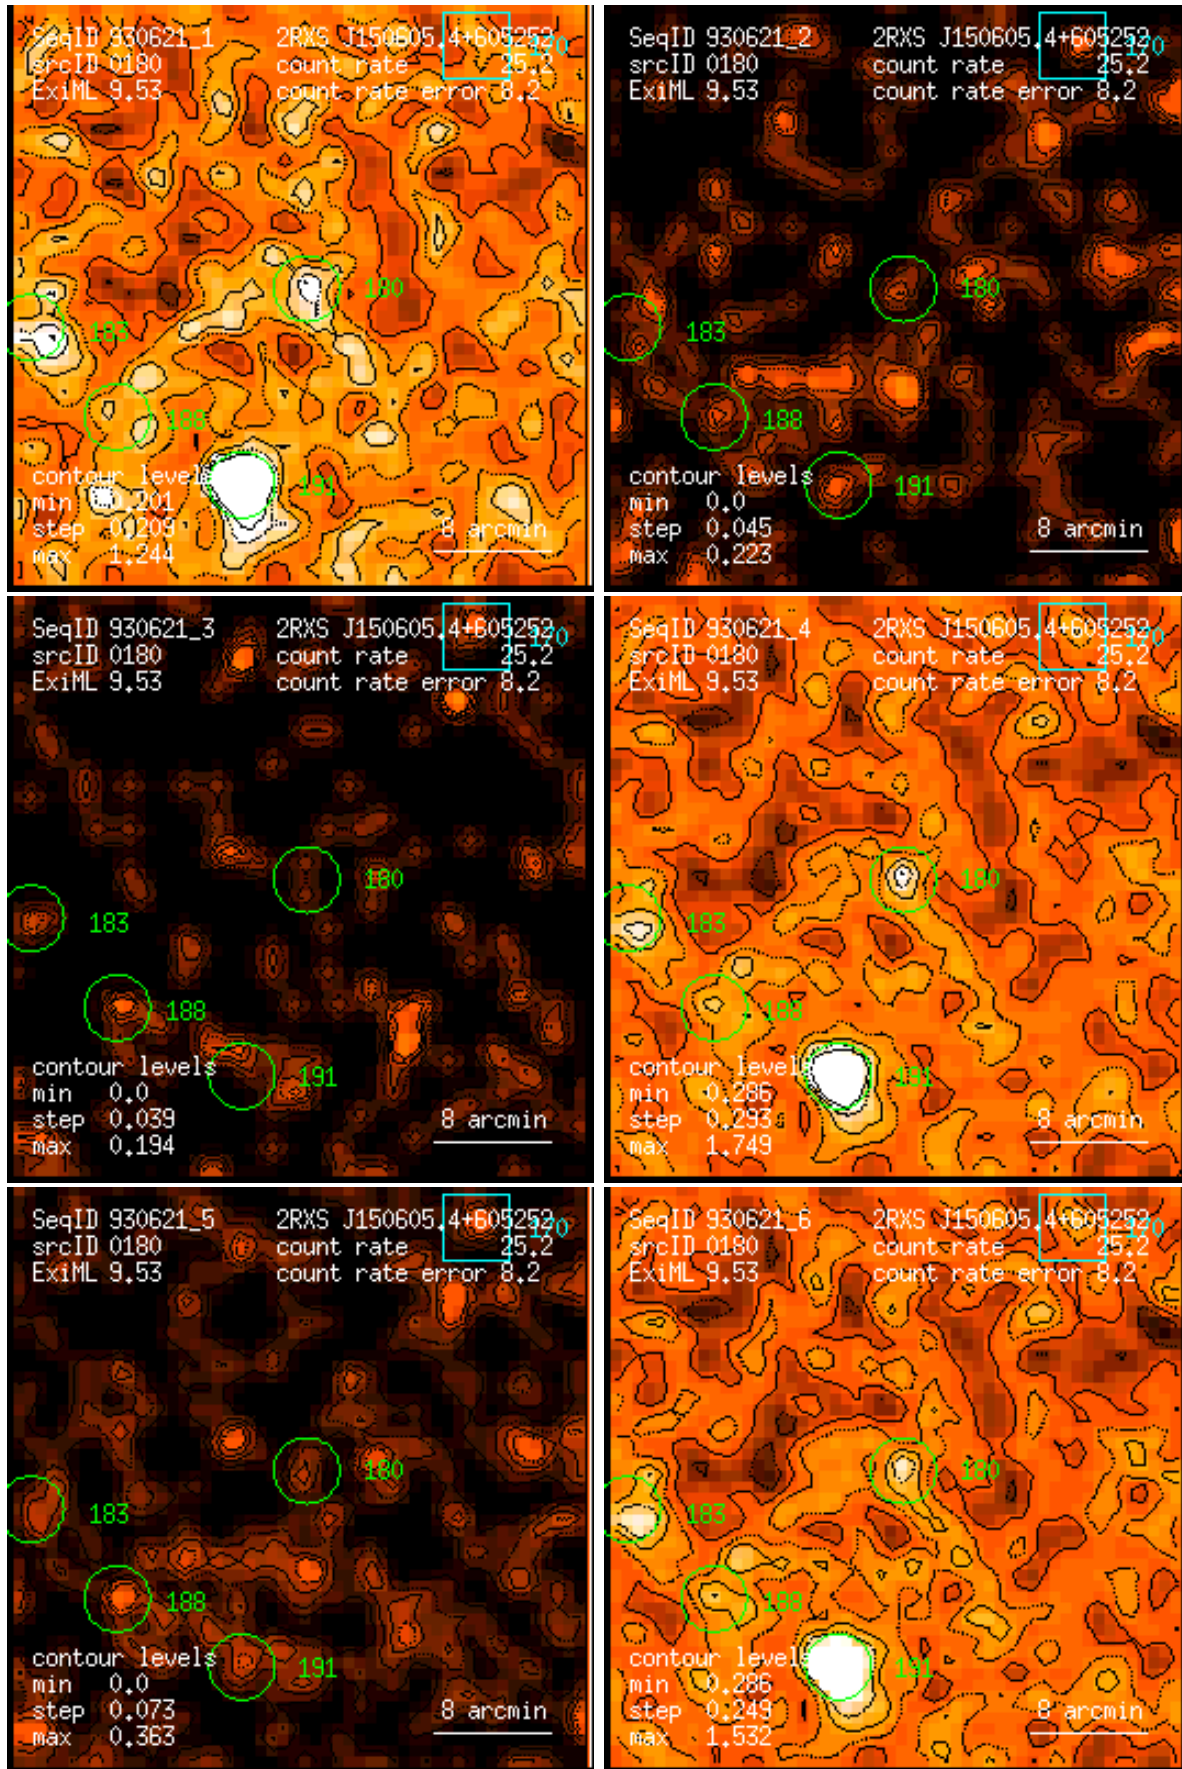 SeqID 930621_1 2RXS J150605.4+605252
170
srcID 0180 count rate 25.2
ExiML 9.53 count rate error 8.2
180
183
188
contour levels
191
min 0.201
step 0.209 8 arcmin
max 1.244
SeqID 930621_2 2RXS J150605.4+605252
170
srcID 0180 count rate 25.2
ExiML 9.53 count rate error 8.2
180
183
188
contour levels
191
min 0.0
step 0.045 8 arcmin
max 0.223
SeqID 930621_3 2RXS J150605.4+605252
170
srcID 0180 count rate 25.2
ExiML 9.53 count rate error 8.2
180
183
188
contour levels
191
min 0.0
step 0.039 8 arcmin
max 0.194
SeqID 930621_4 2RXS J150605.4+605252
170
srcID 0180 count rate 25.2
ExiML 9.53 count rate error 8.2
180
183
188
contour levels
191
min 0.286
step 0.293 8 arcmin
max 1.749
SeqID 930621_5 2RXS J150605.4+605252
170
srcID 0180 count rate 25.2
ExiML 9.53 count rate error 8.2
180
183
188
contour levels
191
min 0.0
step 0.073 8 arcmin
max 0.363
SeqID 930621_6 2RXS J150605.4+605252
170
srcID 0180 count rate 25.2
ExiML 9.53 count rate error 8.2
180
183
188
contour levels
191
min 0.286
step 0.249 8 arcmin
max 1.532